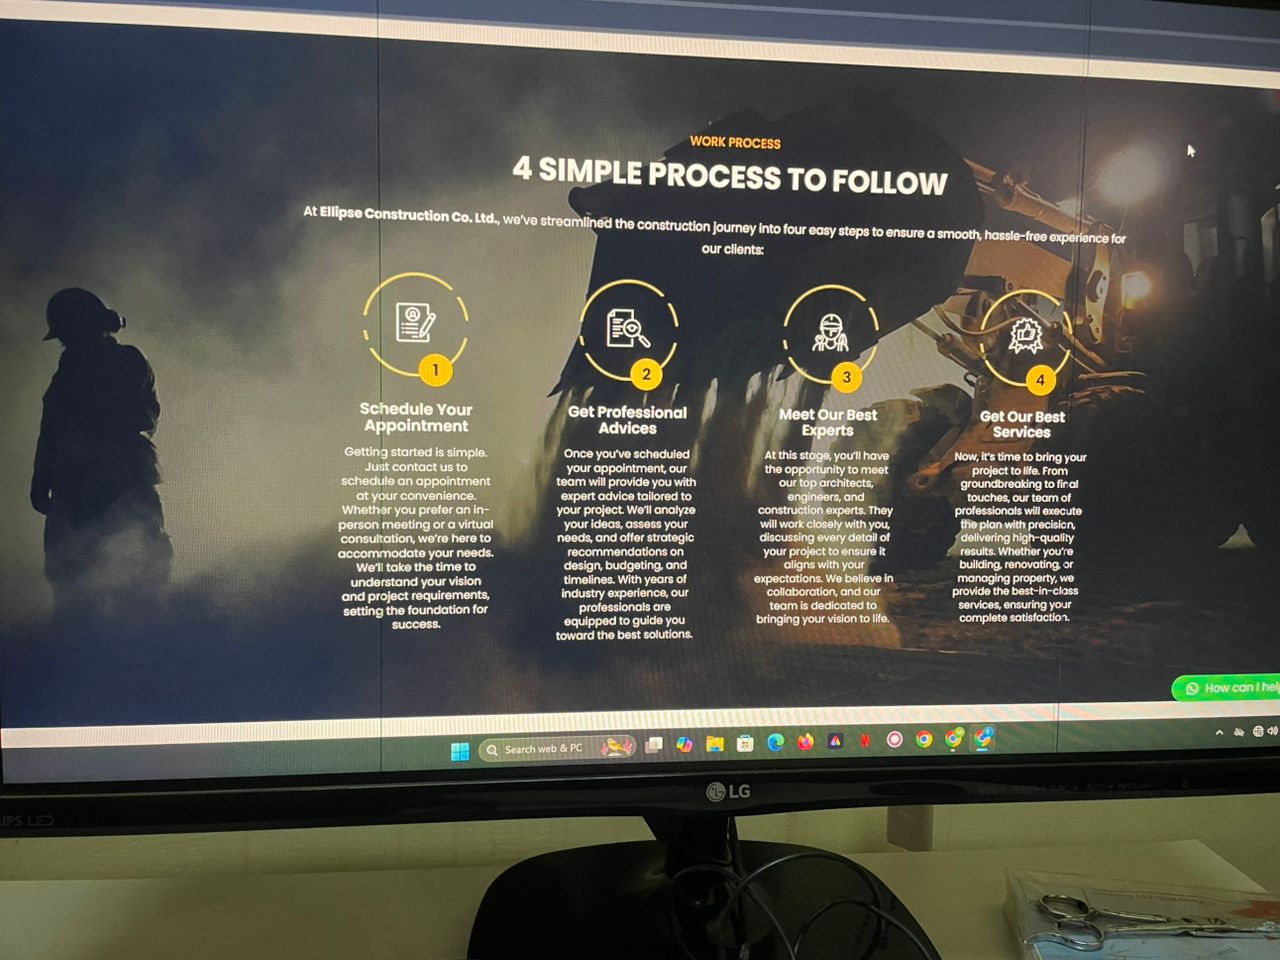 WORK PROCESS
4 SIMPLE PROCESS TO FOLLOW
At Ellipse Construction Co. Ltd., we've streamlined the construction journey into four easy steps to ensure a smooth, hassle-free experience for
our clients:
1
Schedule Your
Appointment
Getting started is simple.
Just contact us to
schedule an appointment
at your convenience.
Whether you prefer an in-
person meeting or a virtual
consultation, we're here to
accommodate your needs.
We'll take the time to
understand your vision
and project requirements,
setting the foundation for
success.
2
Get Professional
Advices
Once you've scheduled
your appointment, our
team will provide you with
expert advice tailored to
your project. We'll analyze
your ideas, assess your
needs, and offer strategic
recommendations on
design, budgeting, and
timelines. With years of
industry experience, our
professionals are
equipped to guide you
toward the best solutions.
3
Meet Our Best
Experts
At this stage, you'll have
the opportunity to meet
our top architects,
engineers, and
construction experts. They
will work closely with you,
discussing every detail of
your project to ensure it
aligns with your
expectations. We believe in
collaboration, and our
team is dedicated to
bringing your vision to life.
4
Get Our Best
Services
Now, it's time to bring your
project to life. From
groundbreaking to final
touches, our team of
professionals will execute
the plan with precision,
delivering high-quality
results. Whether you're
building, renovating, or
managing property, we
provide the best-in-class
services, ensuring your
complete satisfaction.
How can I help
Search web & PC
LG
IPS LED